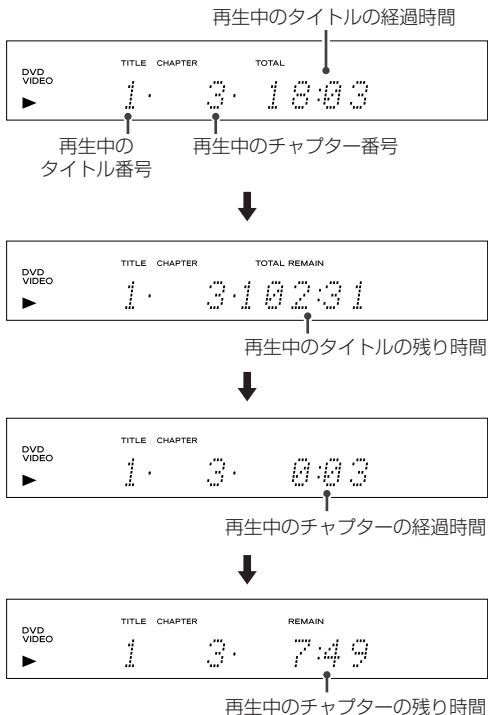 再生中のタイトルの経過時間
DVD VIDEO
TITLE CHAPTER TOTAL
1· 3· 18:03
再生中の
タイトル番号
再生中のチャプター番号
DVD VIDEO
TITLE CHAPTER TOTAL REMAIN
1· 3·102:31
再生中のタイトルの残り時間
DVD VIDEO
TITLE CHAPTER
1· 3· 0:03
再生中のチャプターの経過時間
DVD VIDEO
TITLE CHAPTER REMAIN
1 3· 7:49
再生中のチャプターの残り時間